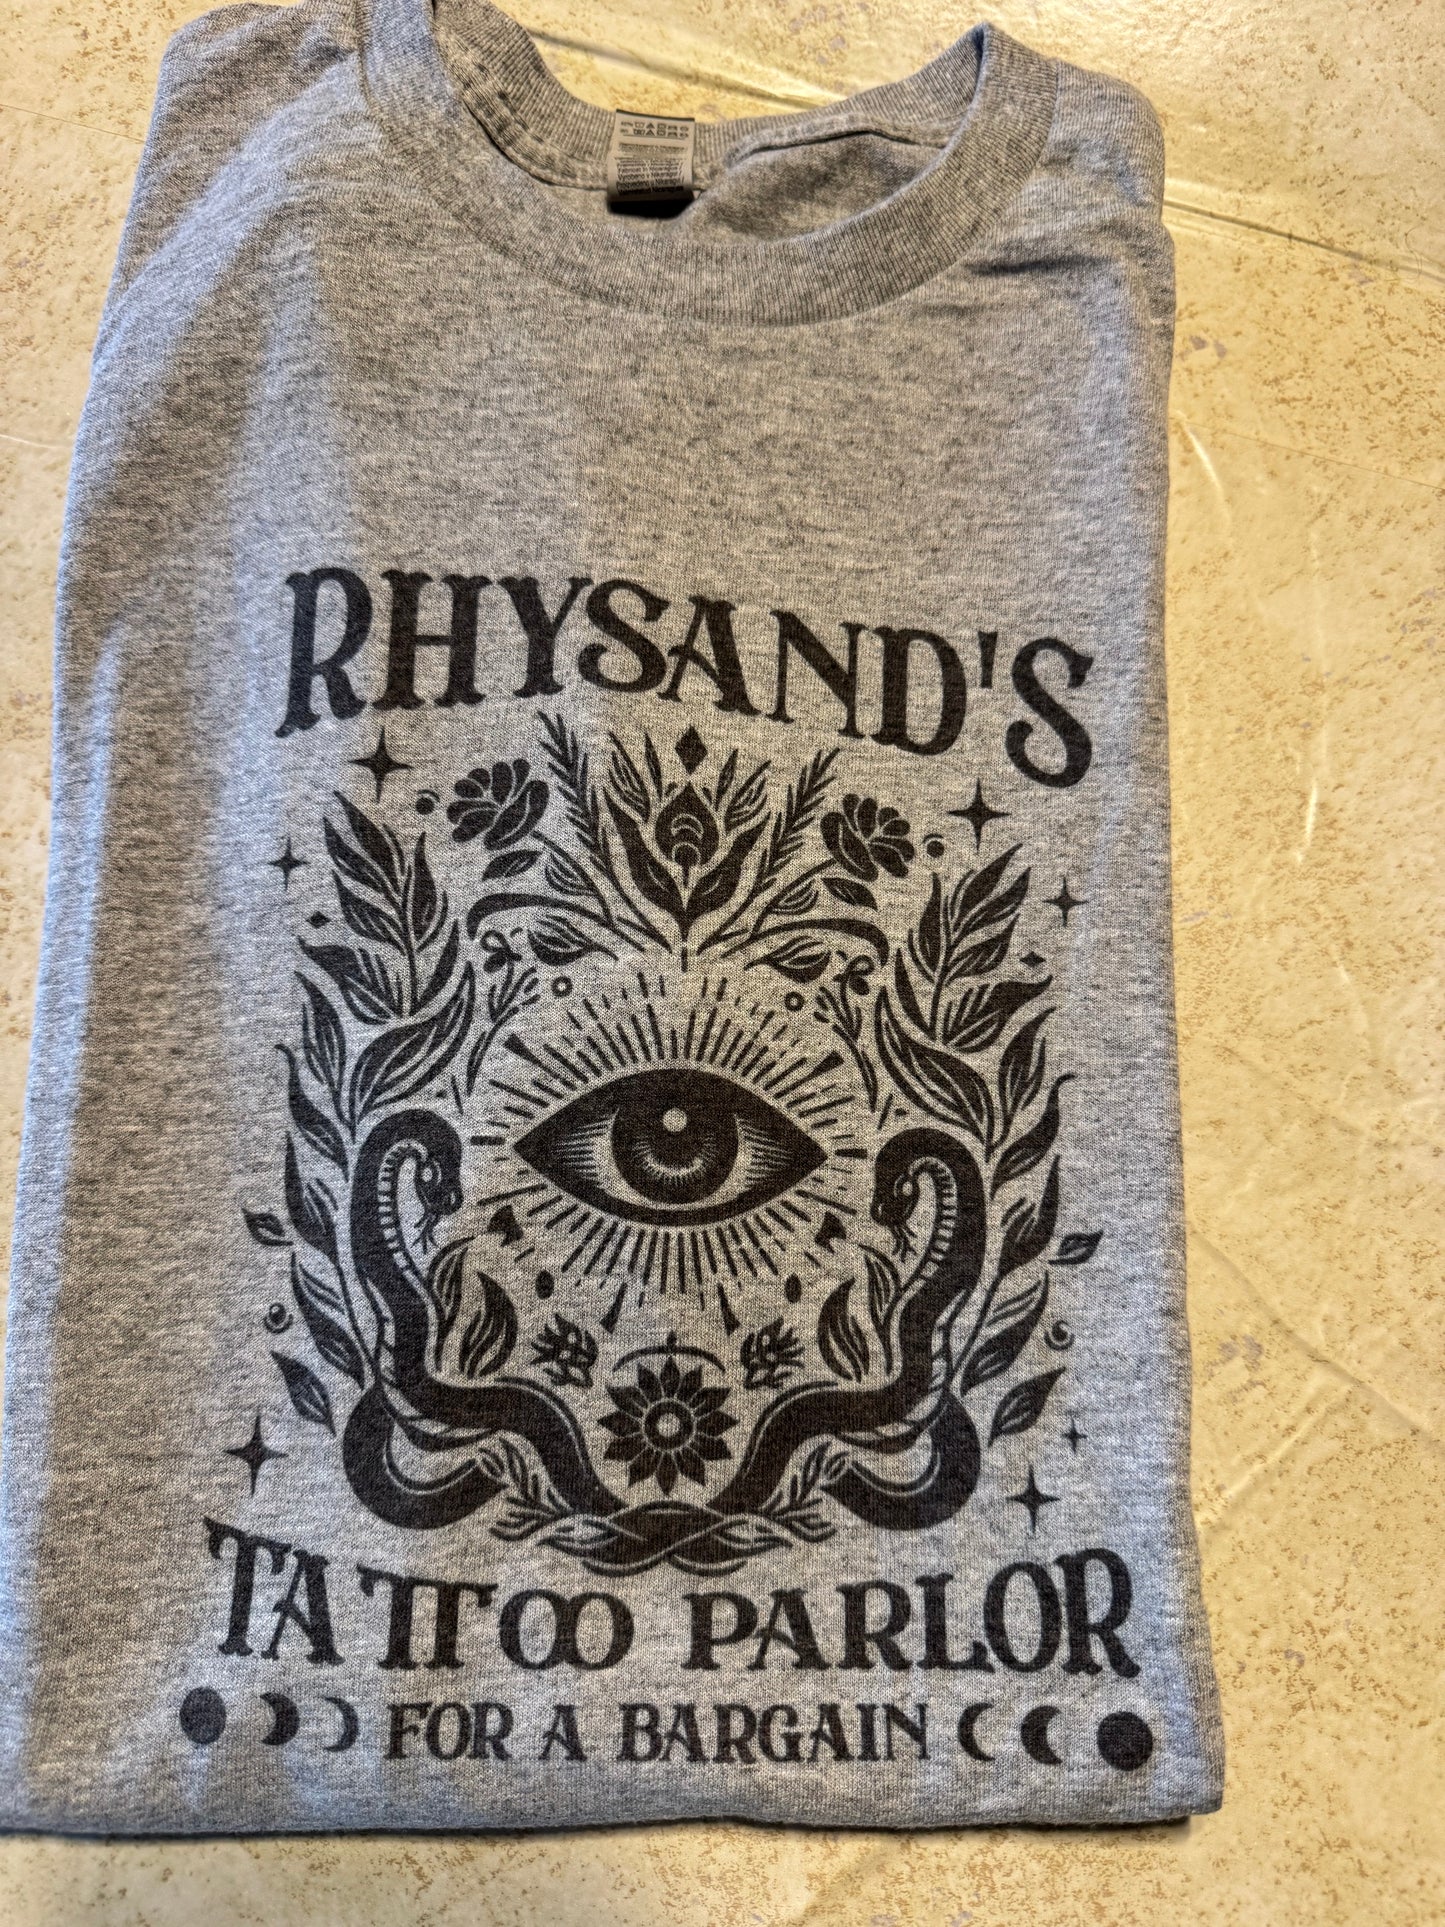 RHYSAND'S
TATTOO PARLOR
FOR A BARGAIN